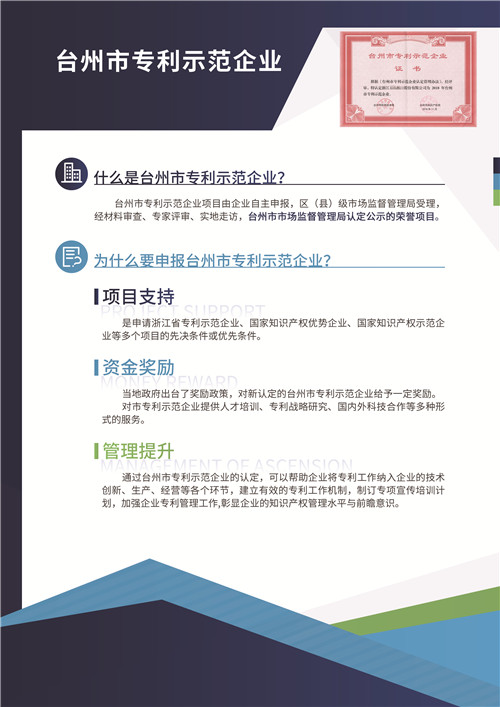 台州市专利示范企业
台州市专利示范企业
证 书
什么是台州市专利示范企业？
台州市专利示范企业项目由企业自主申报，区（县）级市场监督管理局受理，
经材料审查、专家评审、实地走访，台州市市场监督管理局认定公示的荣誉项目。
为什么要申报台州市专利示范企业？
项目支持
PROJECT SUPPORT
是申请浙江省专利示范企业、国家知识产权优势企业、国家知识产权示范企
业等多个项目的先决条件或优先条件。
资金奖励
MONEY REWARD
当地政府出台了奖励政策，对新认定的台州市专利示范企业给予一定奖励。
对市专利示范企业提供人才培训、专利战略研究、国内外科技合作等多种形
式的服务。
管理提升
MANAGEMENT OF ASCENSION
通过台州市专利示范企业的认定，可以帮助企业将专利工作纳入企业的技术
创新、生产、经营等各个环节，建立有效的专利工作机制，制订专项宣传培训计
划，加强企业专利管理工作,彰显企业的知识产权管理水平与前瞻意识。